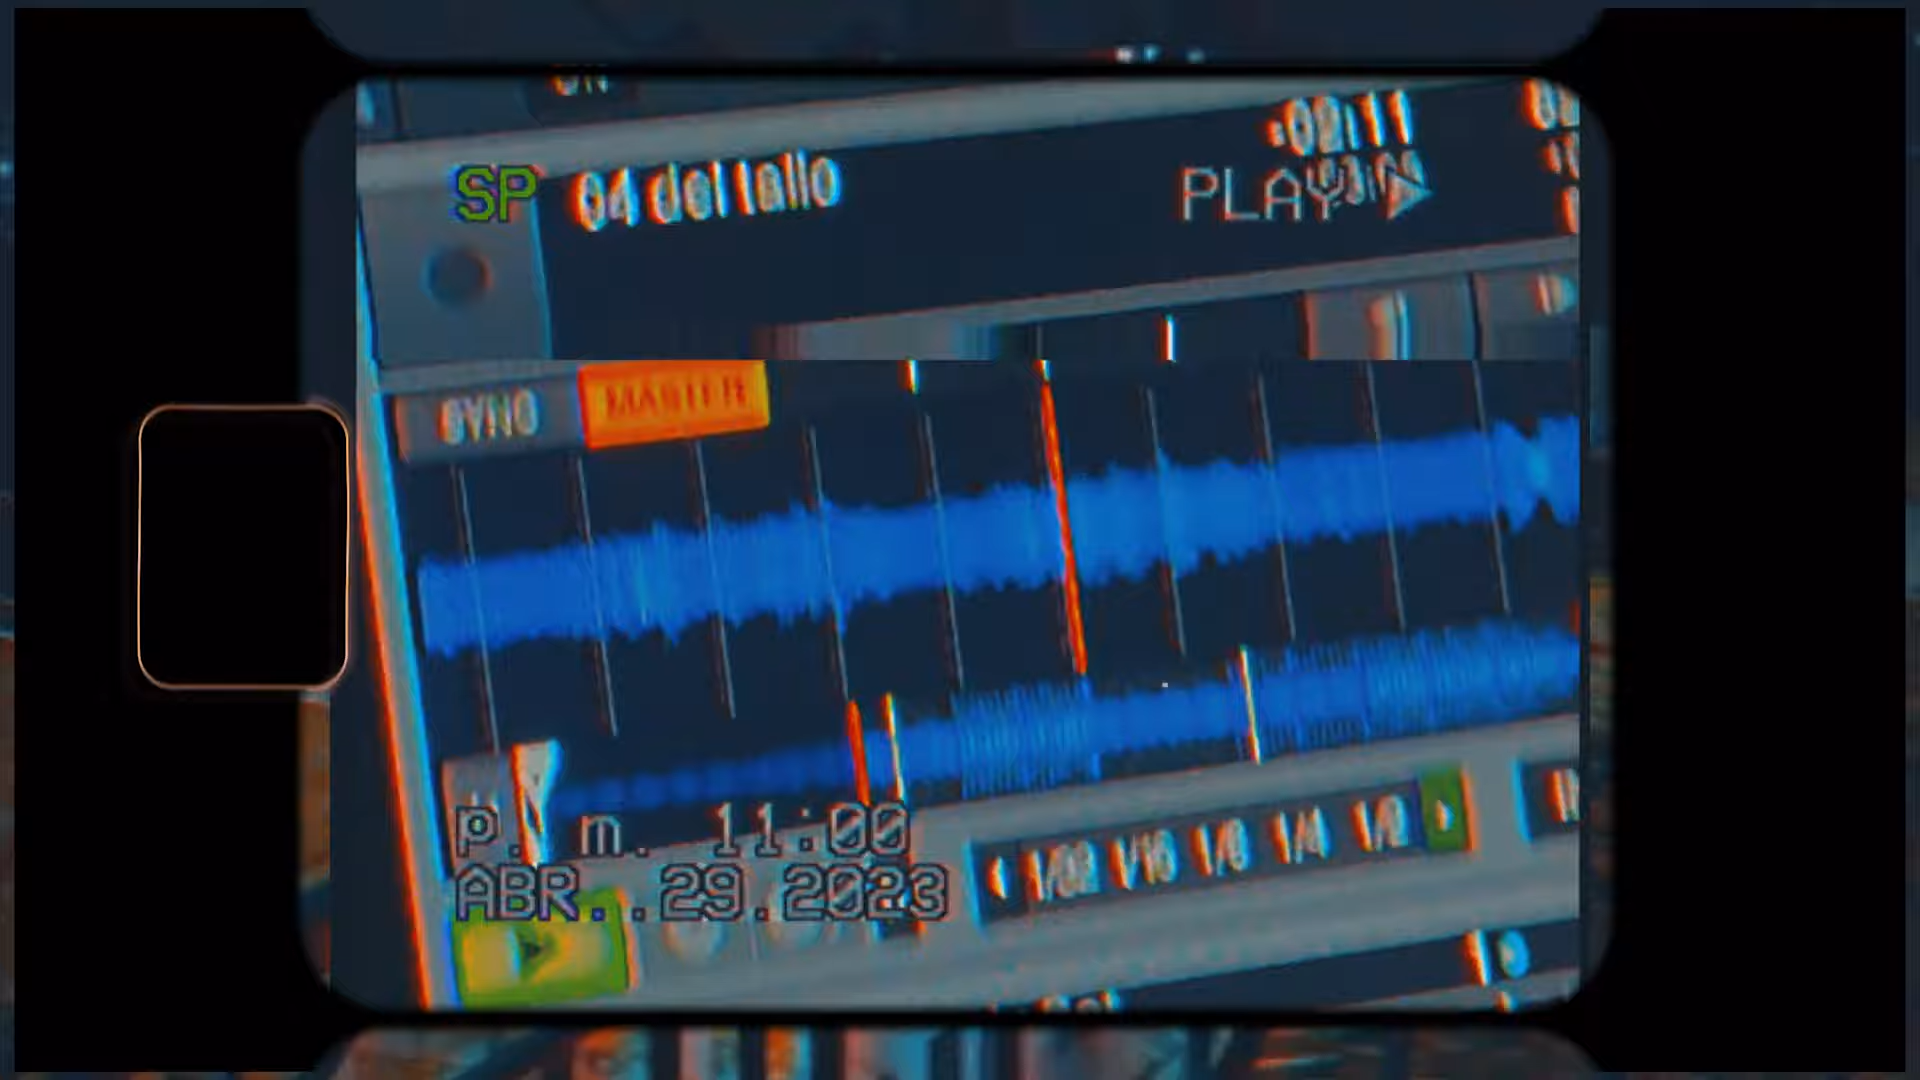 ON
-02:11
SP 04 del tallo
PLAY
SYNC MASTER
p. m. 11:00
1/32 1/16 1/8 1/4 1/2
ABR. .29.2023